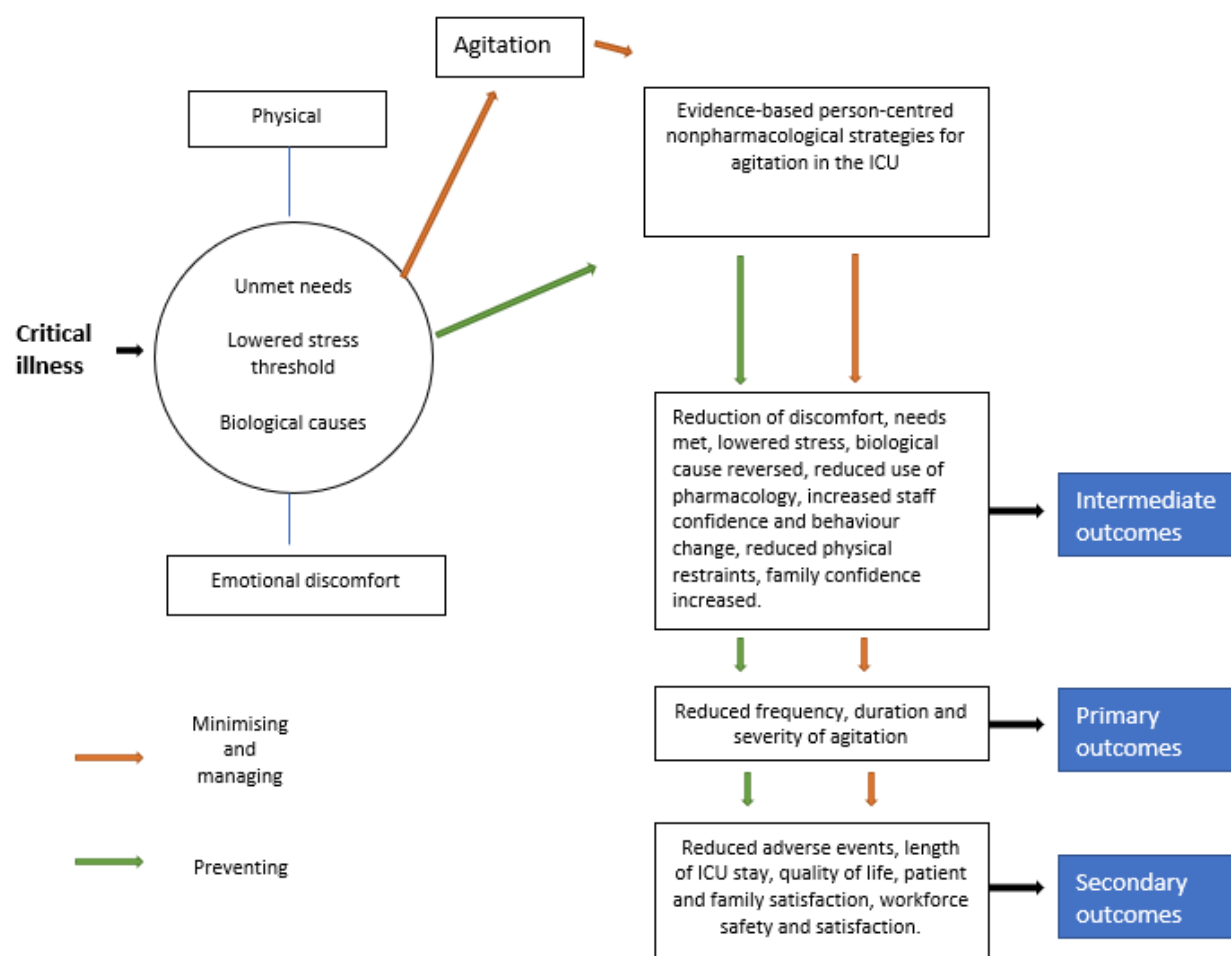 Agitation
Physical
Evidence-based person-centred
nonpharmacological strategies for
agitation in the ICU
Unmet needs
Critical
illness
Lowered stress
threshold
Biological causes
Emotional discomfort
Reduction of discomfort, needs
met, lowered stress, biological
cause reversed, reduced use of
pharmacology, increased staff
confidence and behaviour
change, reduced physical
restraints, family confidence
increased.
Intermediate
outcomes
Reduced frequency, duration and
severity of agitation
Primary
outcomes
Minimising
and
managing
Preventing
Reduced adverse events, length
of ICU stay, quality of life, patient
and family satisfaction, workforce
safety and satisfaction.
Secondary
outcomes